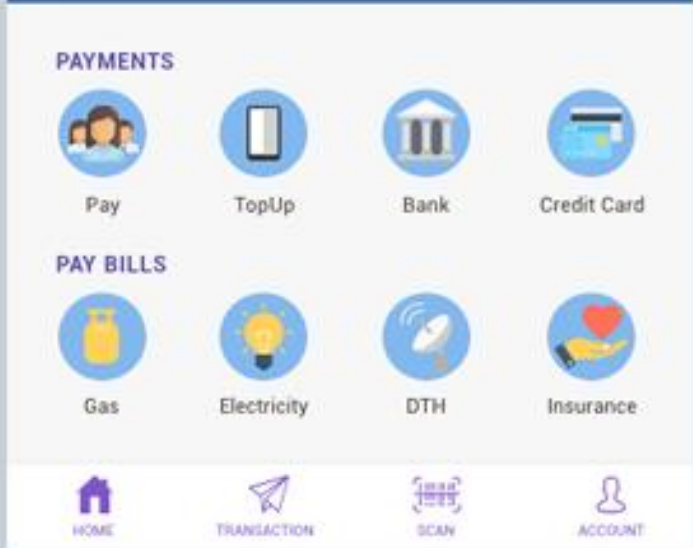 PAYMENTS
Pay TopUp Bank Credit Card
PAY BILLS
Gas Electricity DTH Insurance
HOME TRANSACTION SCAN ACCOUNT